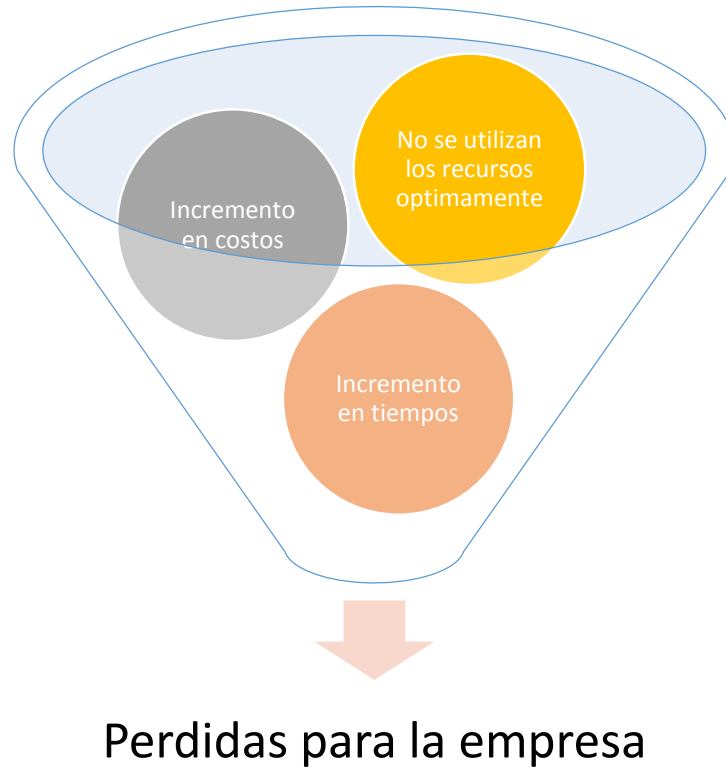 No se utilizan
los recursos
optimamente
Incremento
en costos
Incremento
en tiempos
Perdidas para la empresa